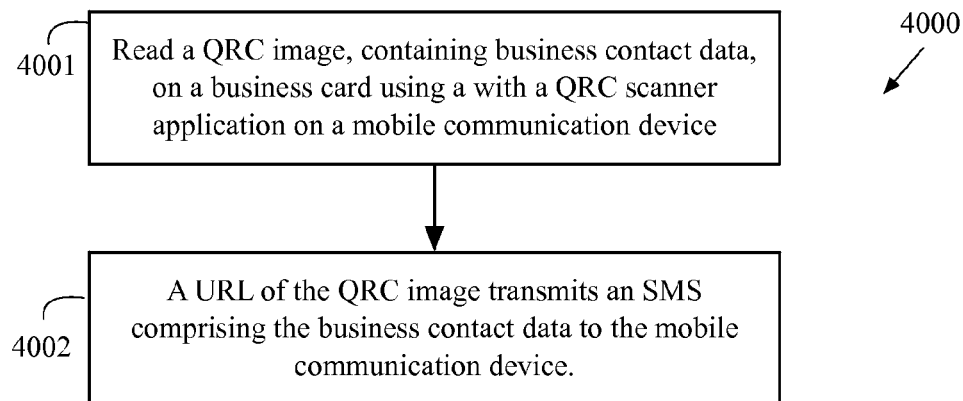 4000
4001
Read a QRC image, containing business contact data,
on a business card using a with a QRC scanner
application on a mobile communication device
4002
A URL of the QRC image transmits an SMS
comprising the business contact data to the mobile
communication device.